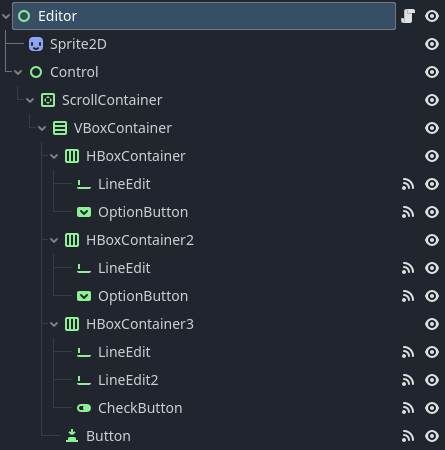 Editor
Sprite2D
Control
ScrollContainer
VBoxContainer
HBoxContainer
LineEdit
OptionButton
HBoxContainer2
LineEdit
OptionButton
HBoxContainer3
LineEdit
LineEdit2
CheckButton
Button